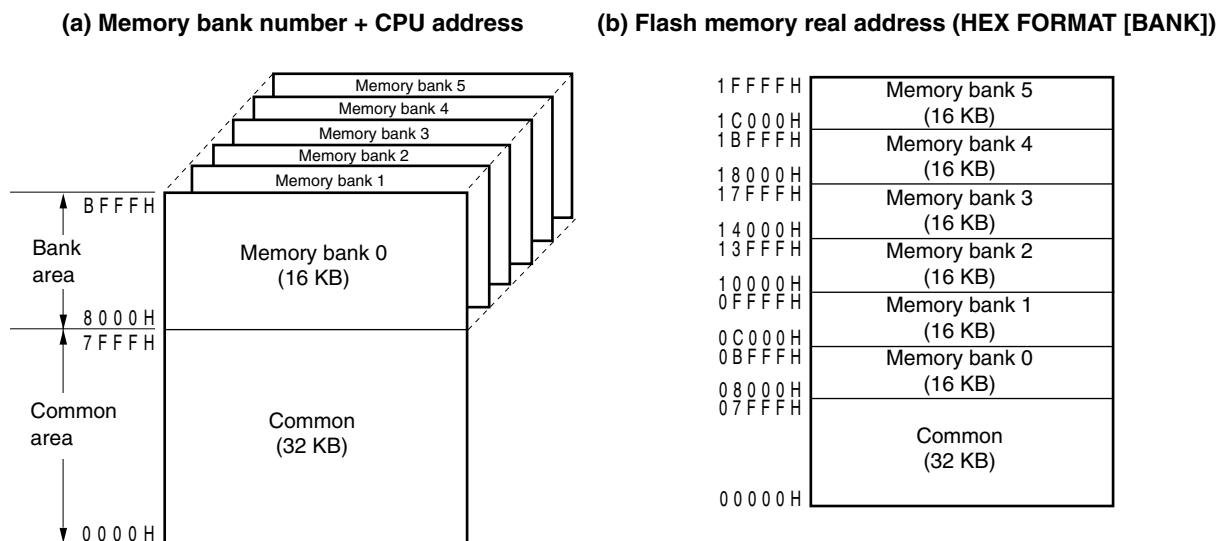 (a) Memory bank number + CPU address
Memory bank 5
Memory bank 4
Memory bank 3
Memory bank 2
Memory bank 1
BFFFH
Bank
area
Memory bank 0
(16 KB)
8000H
7FFFH
Common
area
Common
(32 KB)
0000H
(b) Flash memory real address (HEX FORMAT [BANK])
1FFFFH
Memory bank 5
(16 KB)
1C000H
1BFFFH
Memory bank 4
(16 KB)
18000H
17FFFH
Memory bank 3
(16 KB)
14000H
13FFFH
Memory bank 2
(16 KB)
10000H
0FFFFH
Memory bank 1
(16 KB)
0C000H
0BFFFH
Memory bank 0
(16 KB)
08000H
07FFFH
Common
(32 KB)
00000H